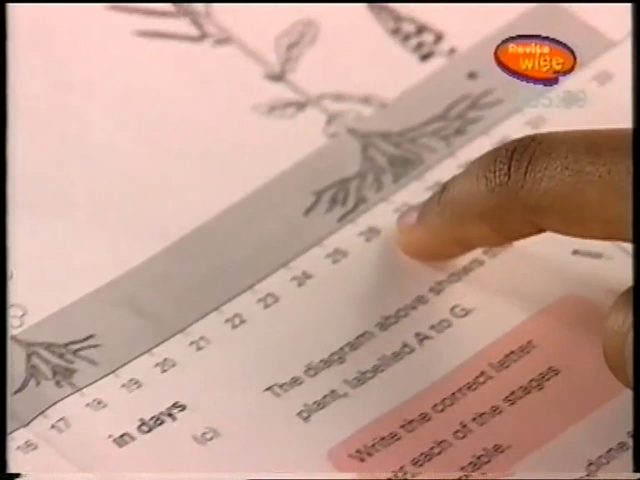 Revise
wise
16 17 18 19 20 21 22 23 24 25 26
in days
(c)
The diagram above shows
plant, labelled A to G.
Write the correct letter
each of the stages
table.
done